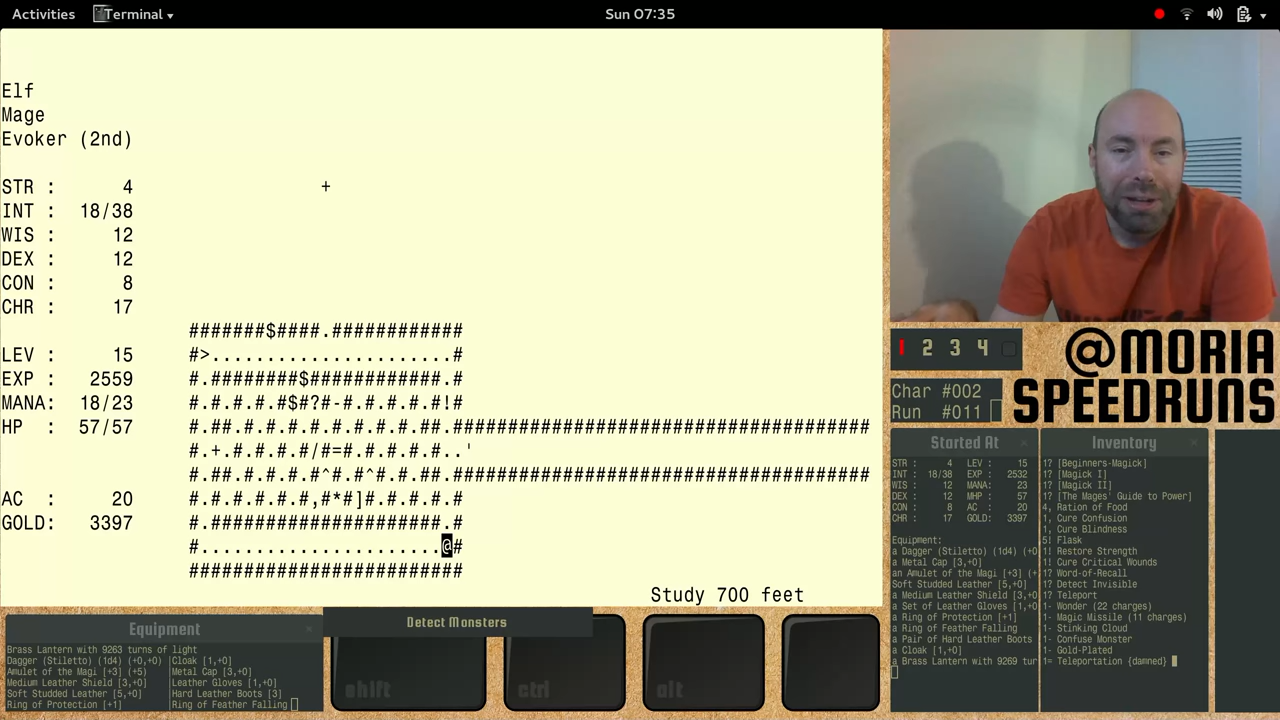 Activities
Terminal
Sun 07:35
Elf
Mage
Evoker (2nd)
STR : 4
INT : 18/38
WIS : 12
DEX : 12
CON : 8
CHR : 17
LEV : 15
EXP : 2559
MANA: 18/23
HP : 57/57
AC : 20
GOLD: 3397
+
#######$####.############
#>......................#
#.########$############.#
#.#.#.#.#$#?#-#.#.#.#.#!#
#.##.#.#.#.#.#.#.#.#.##.######################################
#.+.#.#.#.#./#=#.#.#.#..'
#.##.#.#.#.#^#.#^#.#.##.######################################
#.#.#.#.#.#,#*#]#.#.#.#.#
#.#####################.#
#......................@#
#########################
Study 700 feet
1 2 3 4
@MORIA
SPEEDRUNS
Char #002
Run #011
Started At
STR : 4 LEV : 15
INT : 18/38 EXP : 2532
WIS : 12 MANA: 23
DEX : 12 MHP : 57
CON : 8 AC : 20
CHR : 17 GOLD: 3397
Equipment:
a Dagger (Stiletto) (1d4) (+
a Metal Cap [3,+0]
an Amulet of the Magi [+3] (+
Soft Studded Leather [5,+0]
a Medium Leather Shield [3,+0
a Set of Leather Gloves [1,+0
a Ring of Protection [+1]
a Ring of Feather Falling
a Pair of Hard Leather Boots
a Cloak [1,+0]
a Brass Lantern with 9269 tur
Inventory
1? [Beginners-Magick]
1? [Magick I]
1? [Magick II]
1? [The Mages' Guide to Power]
4, Ration of Food
1, Cure Confusion
1, Cure Blindness
5! Flask
1! Restore Strength
1! Cure Critical Wounds
1? Word-of-Recall
1? Detect Invisible
1? Teleport
1- Wonder (22 charges)
1- Magic Missile (11 charges)
1- Stinking Cloud
1- Confuse Monster
1- Gold-Plated
1= Teleportation {damned}
Equipment
Brass Lantern with 9263 turns of light
Dagger (Stiletto) (1d4) (+0,+0) |Cloak [1,+0]
Amulet of the Magi [+3] (+5) |Metal Cap [3,+0]
Medium Leather Shield [3,+0] |Leather Gloves [1,+0]
Soft Studded Leather [5,+0] |Hard Leather Boots [3]
Ring of Protection [+1] |Ring of Feather Falling
Detect Monsters
shift
ctrl
alt